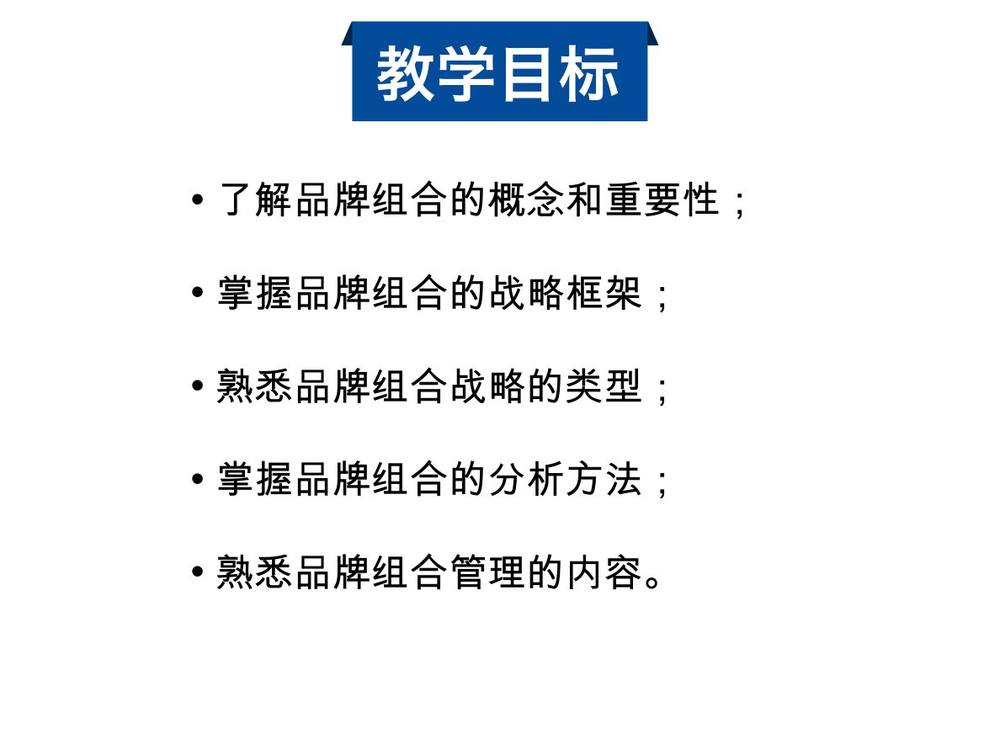 教学目标
• 了解品牌组合的概念和重要性；
• 掌握品牌组合的战略框架；
• 熟悉品牌组合战略的类型；
• 掌握品牌组合的分析方法；
• 熟悉品牌组合管理的内容。